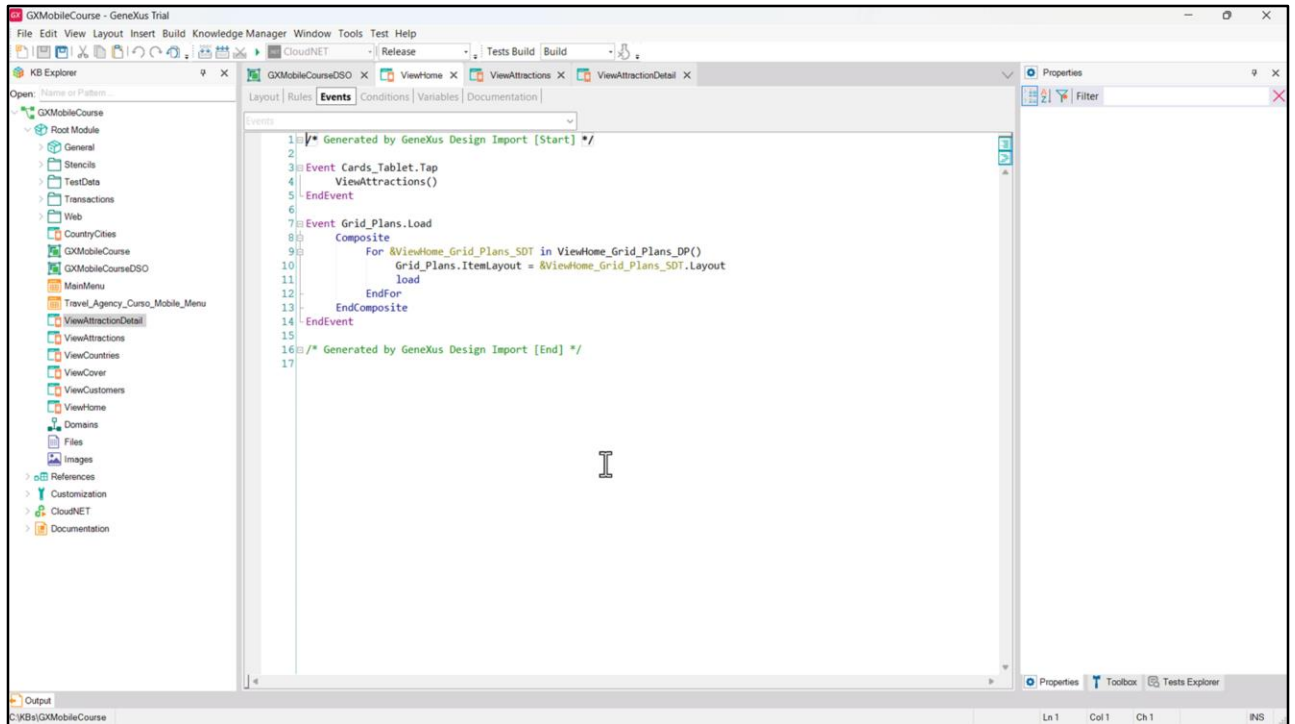 GX GXMobileCourse - GeneXus Trial
File Edit View Layout Insert Build Knowledge Manager Window Tools Test Help
.NET CloudNET Release Tests Build Build
KB Explorer
Open: Name or Pattern ...
GXMobileCourse
Root Module
General
Stencils
TestData
Transactions
Web
CountryCities
GXMobileCourse
GXMobileCourseDSO
MainMenu
Travel_Agency_Curso_Mobile_Menu
ViewAttractionDetail
ViewAttractions
ViewCountries
ViewCover
ViewCustomers
ViewHome
Domains
Files
Images
References
Customization
CloudNET
Documentation
GXMobileCourseDSO X ViewHome X ViewAttractions X ViewAttractionDetail X
Layout | Rules | Events | Conditions | Variables | Documentation |
Events
1 /* Generated by GeneXus Design Import [Start] */
2
3 Event Cards_Tablet.Tap
4 ViewAttractions()
5 EndEvent
6
7 Event Grid_Plans.Load
8 Composite
9 For &ViewHome_Grid_Plans_SDT in ViewHome_Grid_Plans_DP()
10 Grid_Plans.ItemLayout = &ViewHome_Grid_Plans_SDT.Layout
11 load
12 EndFor
13 EndComposite
14 EndEvent
15
16 /* Generated by GeneXus Design Import [End] */
17
Properties
Filter
Properties Toolbox Tests Explorer
Output
C:\KBs\GXMobileCourse Ln 1 Col 1 Ch 1 INS